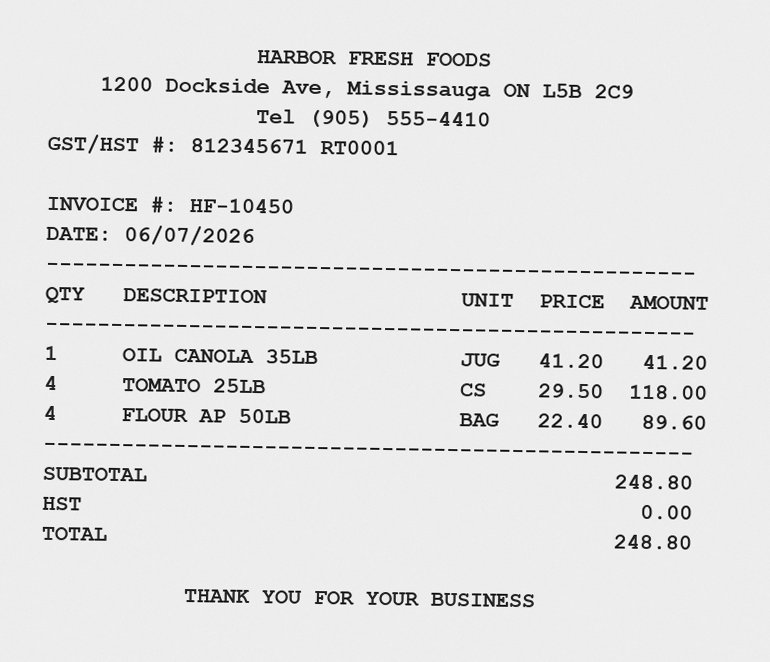 HARBOR FRESH FOODS
1200 Dockside Ave, Mississauga ON L5B 2C9
Tel (905) 555-4410
GST/HST #: 812345671 RT0001
INVOICE #: HF-10450
DATE: 06/07/2026
--------------------------------------------------
QTY DESCRIPTION UNIT PRICE AMOUNT
--------------------------------------------------
1 OIL CANOLA 35LB JUG 41.20 41.20
4 TOMATO 25LB CS 29.50 118.00
4 FLOUR AP 50LB BAG 22.40 89.60
--------------------------------------------------
SUBTOTAL 248.80
HST 0.00
TOTAL 248.80
THANK YOU FOR YOUR BUSINESS